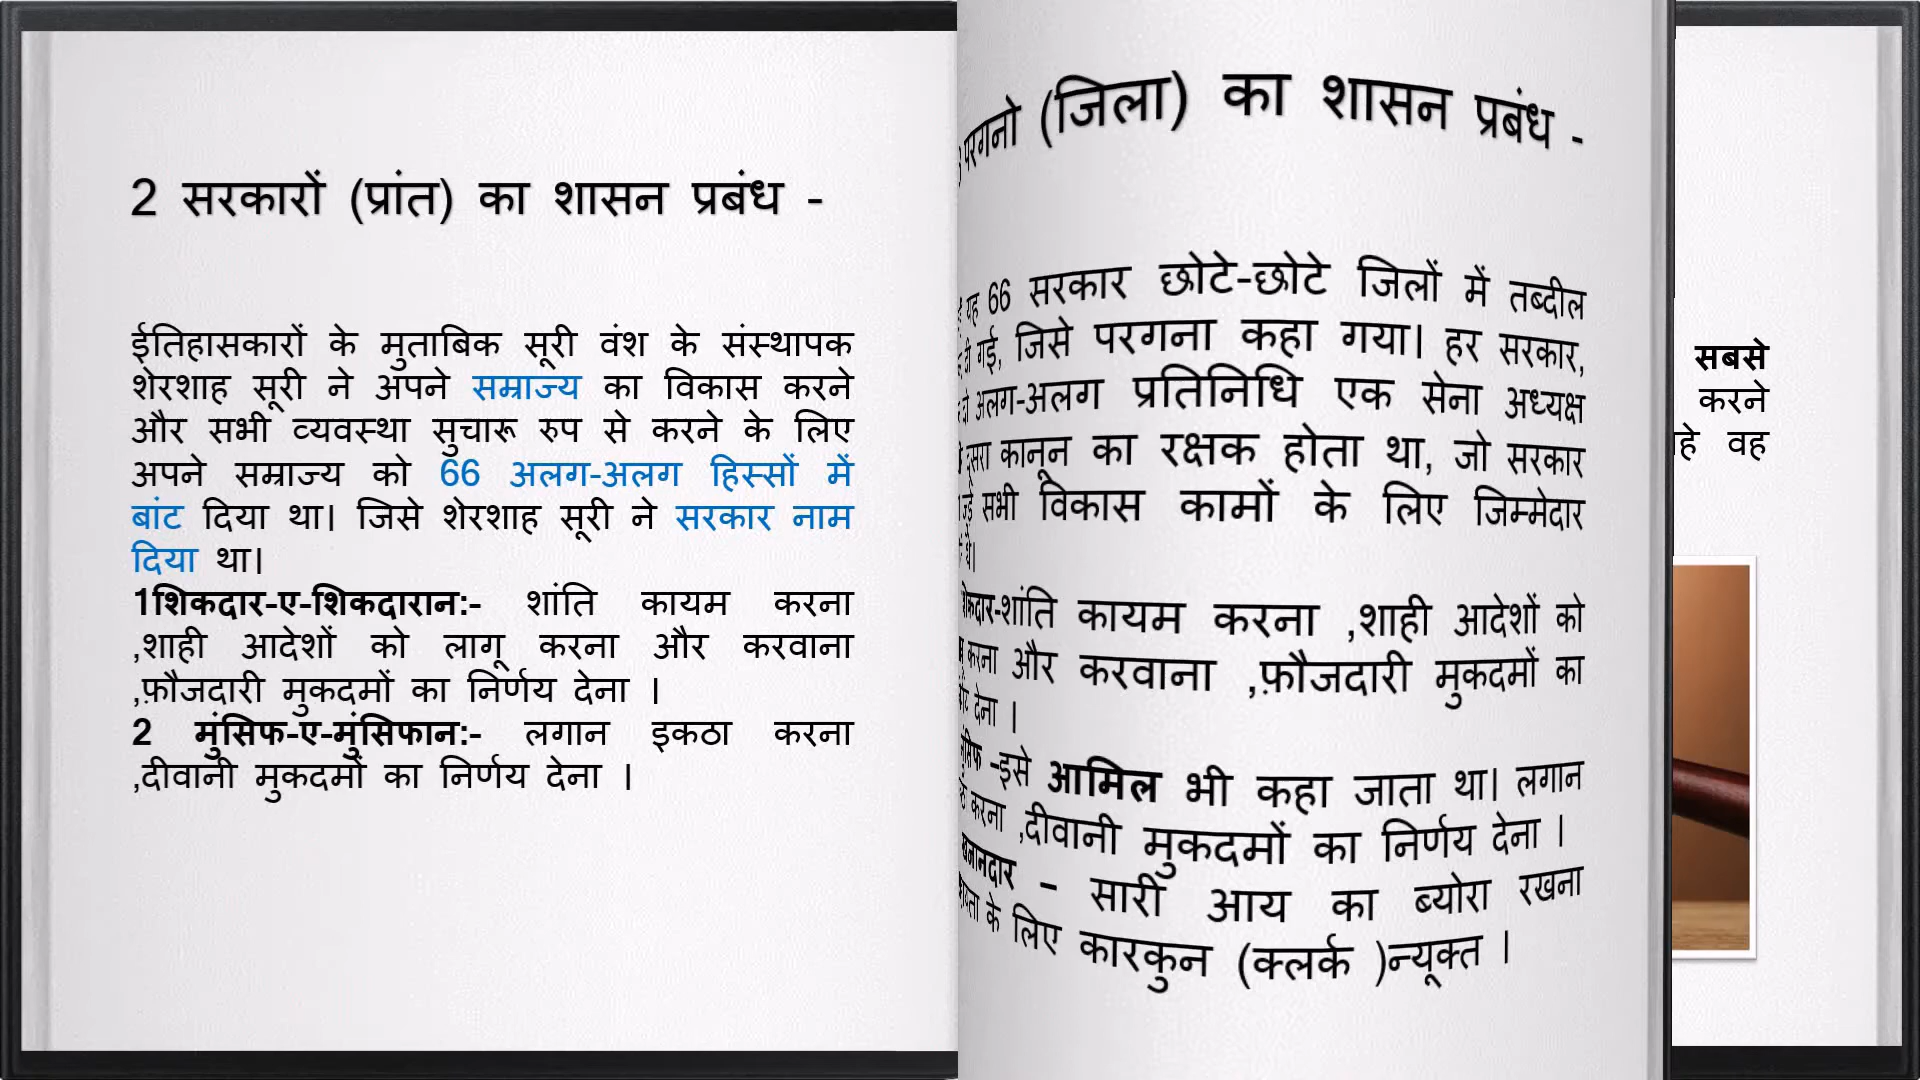 2 सरकारों (प्रांत) का शासन प्रबंध -
ईतिहासकारों के मुताबिक सूरी वंश के संस्थापक
शेरशाह सूरी ने अपने सम्राज्य का विकास करने
और सभी व्यवस्था सुचारू रुप से करने के लिए
अपने सम्राज्य को 66 अलग-अलग हिस्सों में
बांट दिया था। जिसे शेरशाह सूरी ने सरकार नाम
दिया था।
1शिकदार-ए-शिकदारान:- शांति कायम करना
,शाही आदेशों को लागू करना और करवाना
,फ़ौजदारी मुकदमों का निर्णय देना ।
2 मुंसिफ-ए-मुंसिफान:- लगान इकठा करना
,दीवानी मुकदमों का निर्णय देना ।
परगनो (जिला) का शासन प्रबंध -
यह 66 सरकार छोटे-छोटे जिलों में तब्दील
गई, जिसे परगना कहा गया। हर सरकार,
अलग-अलग प्रतिनिधि एक सेना अध्यक्ष
दूसरा कानून का रक्षक होता था, जो सरकार
सभी विकास कामों के लिए जिम्मेदार
थे।
शांति कायम करना ,शाही आदेशों को
करना और करवाना ,फ़ौजदारी मुकदमों का
देना ।
–इसे आमिल भी कहा जाता था। लगान
करना ,दीवानी मुकदमों का निर्णय देना ।
– सारी आय का ब्योरा रखना
के लिए कारकुन (क्लर्क )न्यूक्त ।
सबसे
करने
वह